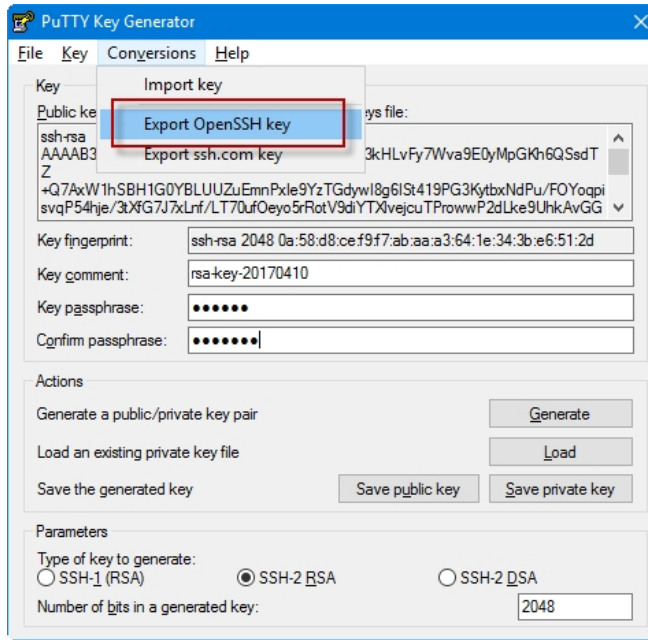 PuTTY Key Generator
File Key Conversions Help
Import key
Export OpenSSH key
Export ssh.com key
Key
Public ke
ys file:
ssh-rsa
AAAAB3
3kHLvFy7Wva9E0yMpGKh6QSsdT
Z
+Q7AxW1hSBH1G0YBLUUZuEmnPxle9YzTGdywI8g6ISt419PG3KytbxNdPu/FOYoqpi
svqP54hje/3tXfG7J7xLnf/LT70ufOeyo5rRotV9diYTXlvejcuTProwwP2dLke9UhkAvGG
Key fingerprint: ssh-rsa 2048 0a:58:d8:ce:f9:f7:ab:aa:a3:64:1e:34:3b:e6:51:2d
Key comment: rsa-key-20170410
Key passphrase: ●●●●●●
Confirm passphrase: ●●●●●●●
Actions
Generate a public/private key pair Generate
Load an existing private key file Load
Save the generated key Save public key Save private key
Parameters
Type of key to generate:
SSH-1 (RSA) SSH-2 RSA SSH-2 DSA
Number of bits in a generated key: 2048